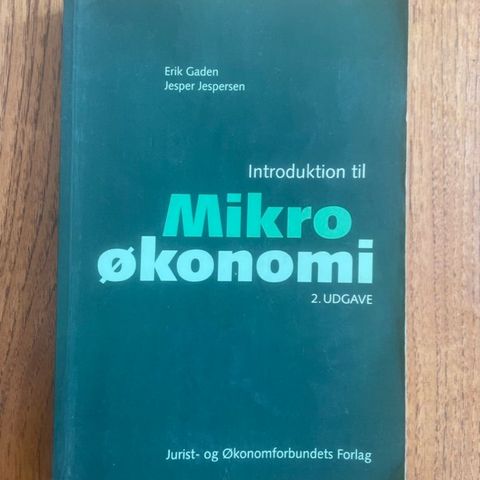 Erik Gaden
Jesper Jespersen
Introduktion til
Mikro
økonomi
2. UDGAVE
Jurist- og Økonomforbundets Forlag